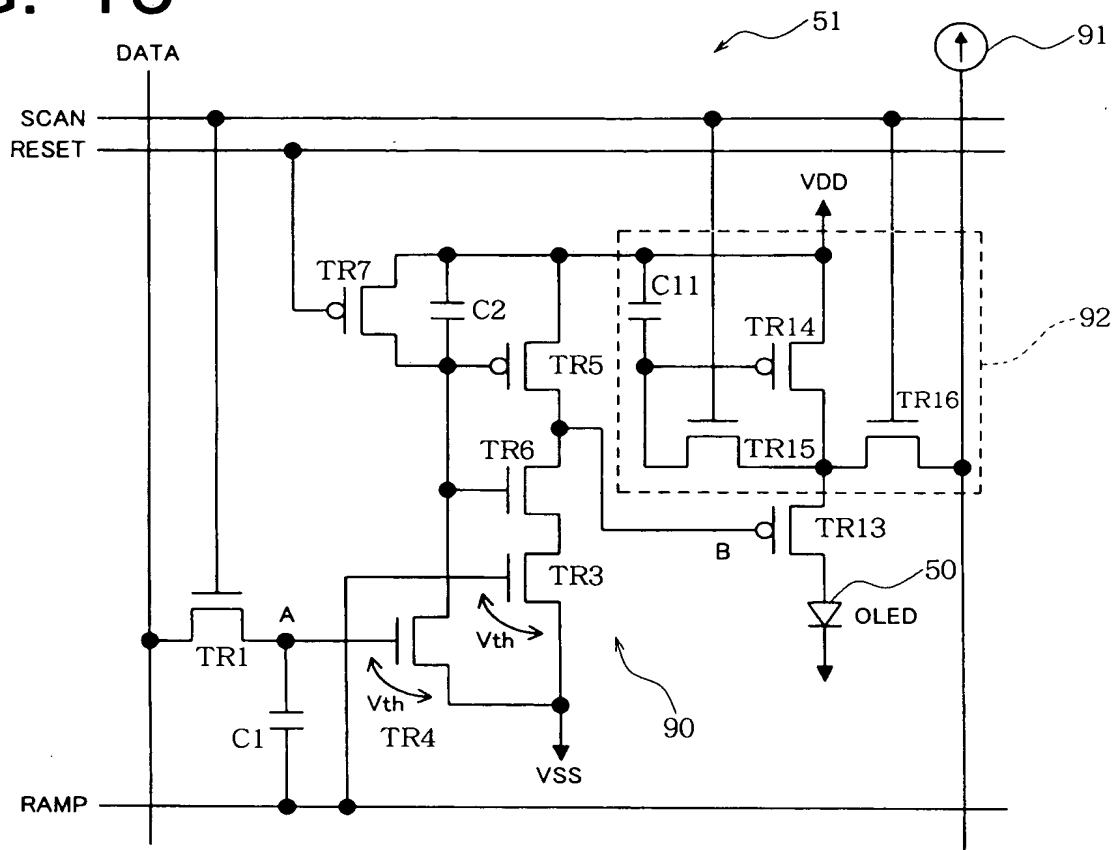 DATA
51
91
SCAN
RESET
VDD
TR7
C2
C11
TR14
92
TR5
TR16
TR6
TR15
TR13
B
TR3
50
A
Vth
OLED
TR1
Vth
C1
TR4
90
VSS
RAMP